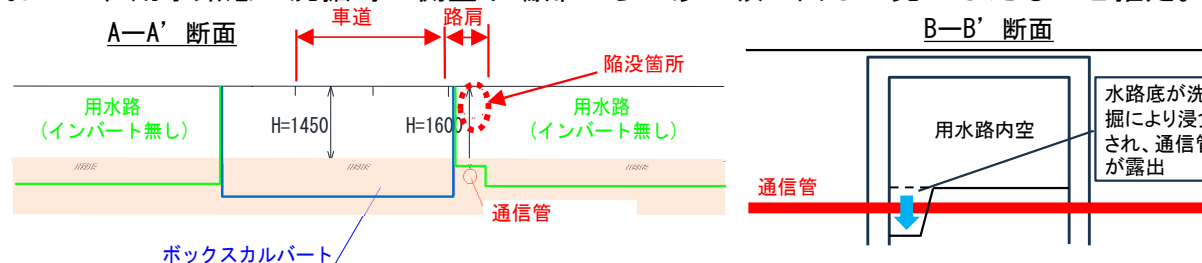 A―A’ 断面
車道
路肩
陥没箇所
用水路
(インバート無し)
H=1450
H=1600
用水路
(インバート無し)
通信管
ボックスカルバート
B―B’ 断面
用水路内空
水路底が洗
掘により浸食
され、通信管
が露出
通信管